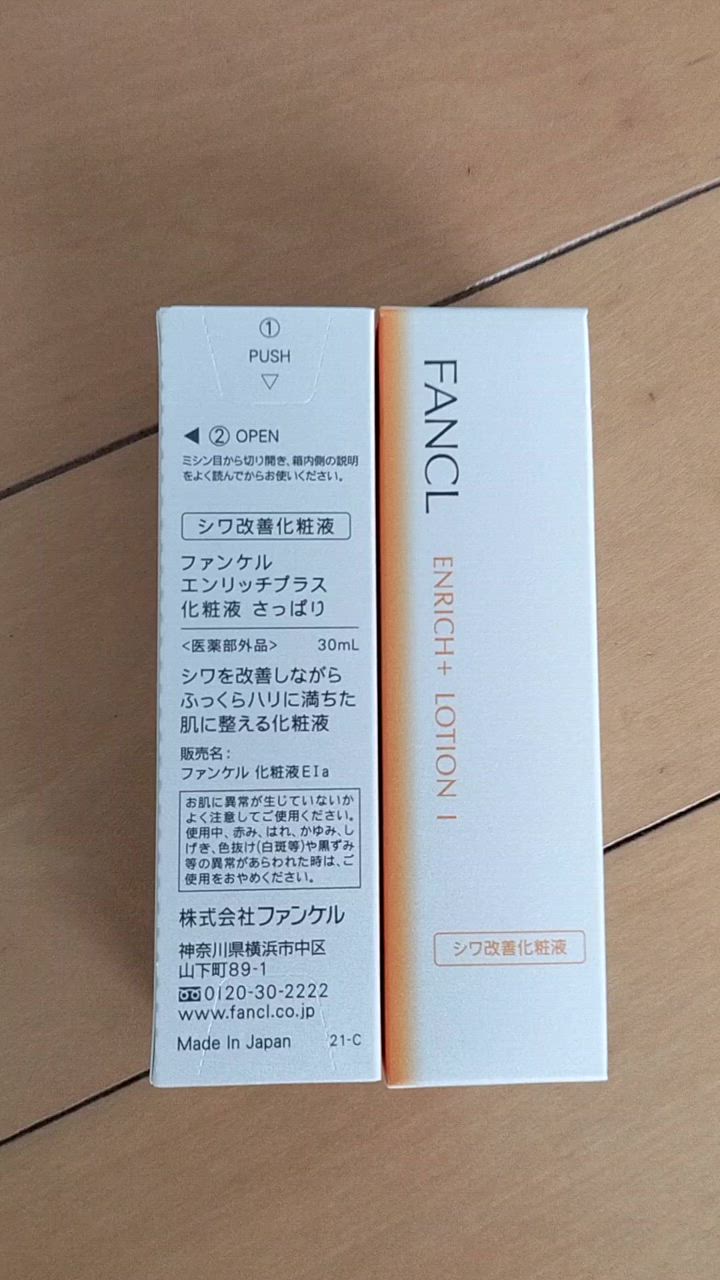 ①
PUSH
▽
◀ ② OPEN
ミシン目から切り開き、箱内側の説明
をよく読んでからお使いください。
シワ改善化粧液
ファンケル
エンリッチプラス
化粧液 さっぱり
<医薬部外品> 30mL
シワを改善しながら
ふっくらハリに満ちた
肌に整える化粧液
販売名:
ファンケル 化粧液EIa
お肌に異常が生じていないか
よく注意してご使用ください。
使用中、赤み、はれ、かゆみ、し
げき、色抜け(白斑等)や黒ずみ
等の異常があらわれた時は、ご
使用をおやめください。
株式会社ファンケル
神奈川県横浜市中区
山下町89-1
0120-30-2222
www.fancl.co.jp
Made In Japan 21-C
FANCL
ENRICH+ LOTION I
シワ改善化粧液